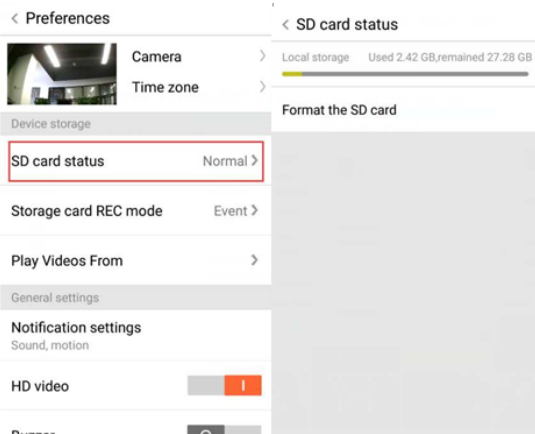 Preferences
Camera
Time zone
Device storage
SD card status Normal
Storage card REC mode Event
Play Videos From
General settings
Notification settings
Sound, motion
HD video
Buzzer
SD card status
Local storage Used 2.42 GB,remained 27.28 GB
Format the SD card